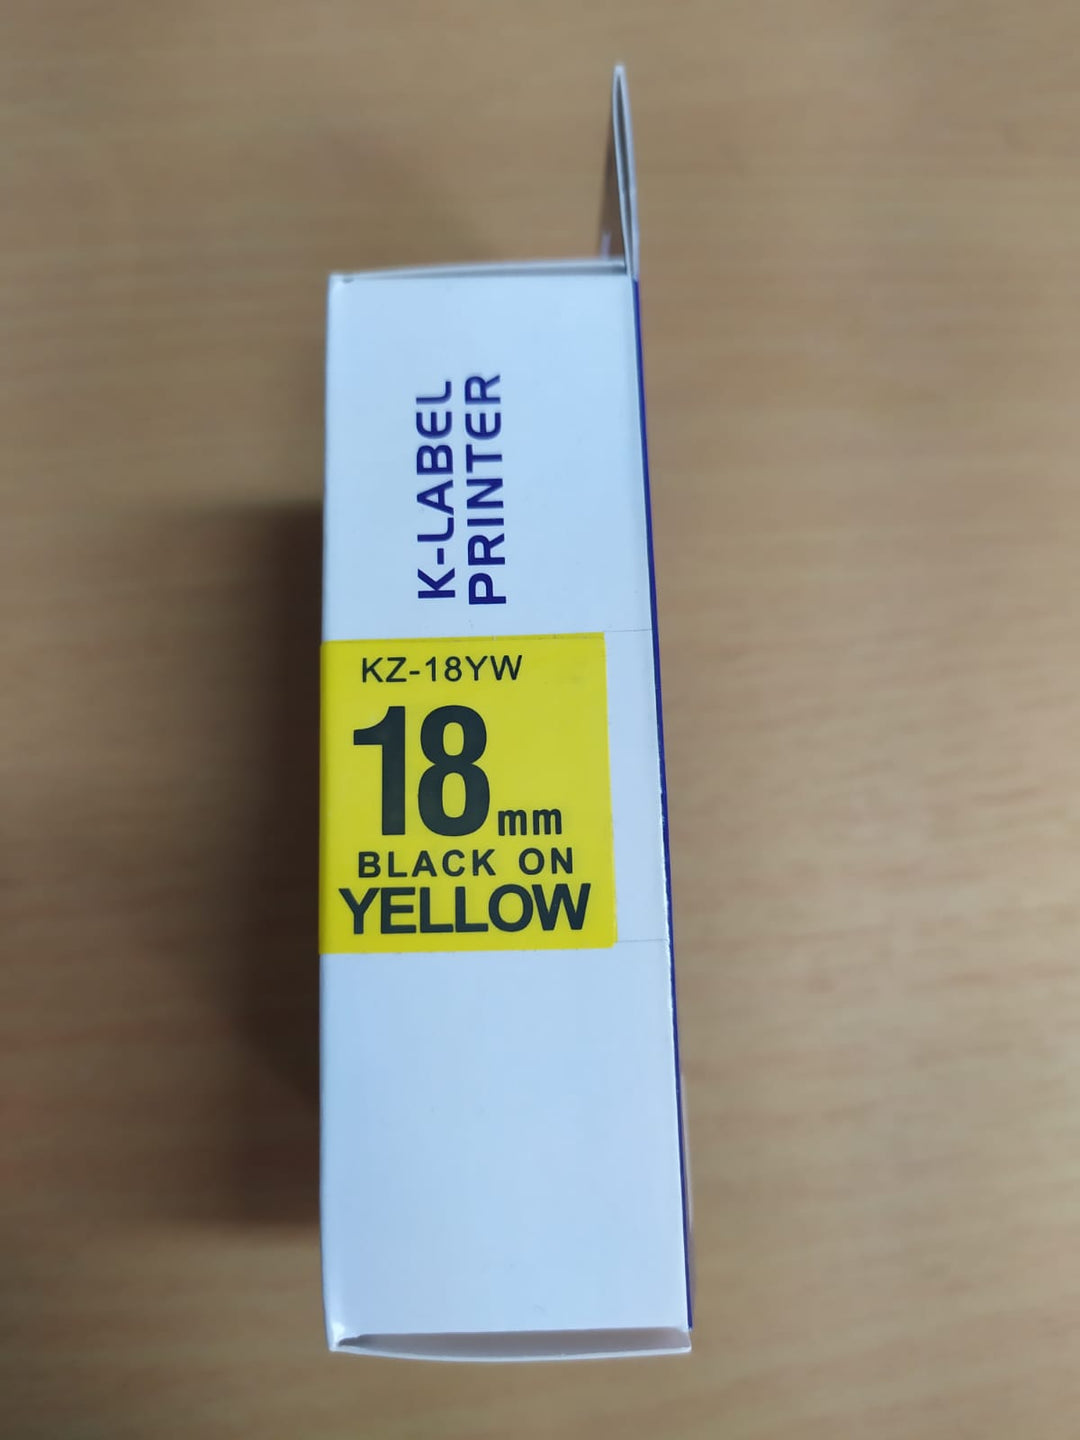 K-LABEL
PRINTER
KZ-18YW
18mm
BLACK ON
YELLOW